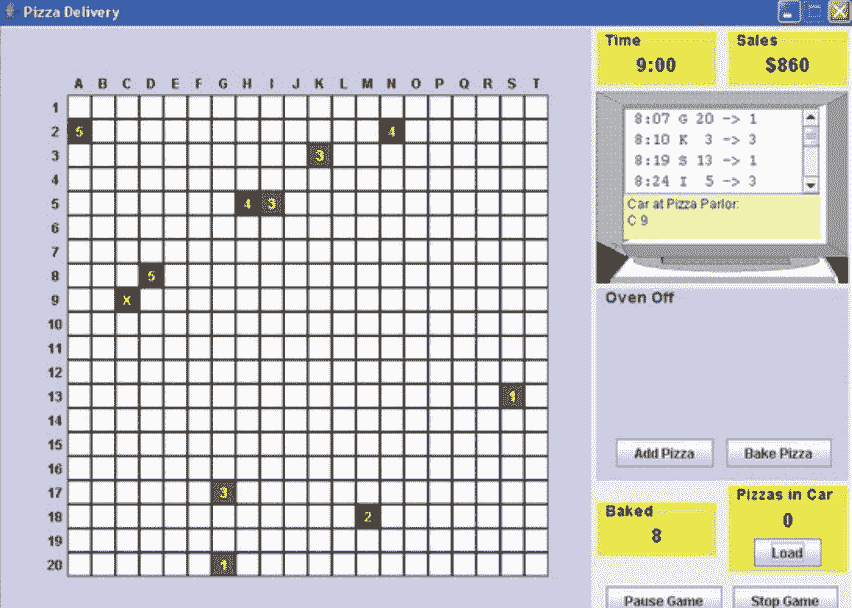 Pizza Delivery
A B C D E F G H I J K L M N O P Q R S T
1
2 5 4
3 3
4
5 4 3
6
7
8 5
9 X
10
11
12
13 1
14
15
16
17 3
18 2
19
20 1
Time
9:00
Sales
$860
8:07 G 20 -> 1
8:10 K 3 -> 3
8:19 S 13 -> 1
8:24 I 5 -> 3
Car at Pizza Parlor:
C 9
Oven Off
Add Pizza
Bake Pizza
Baked
8
Pizzas in Car
0
Load
Pause Game
Stop Game